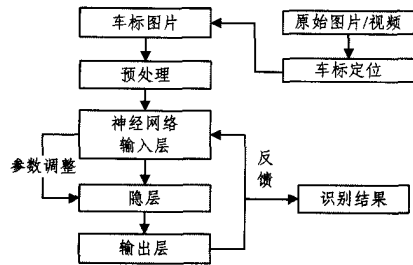 车标图片
原始图片/视频
预处理
车标定位
神经网络
输入层
参数调整
反馈
隐层
识别结果
输出层